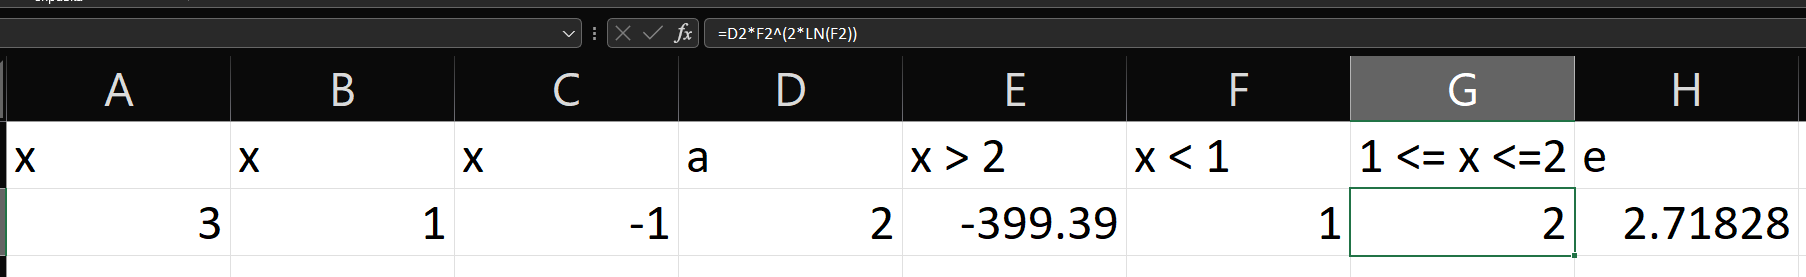 fx =D2*F2^(2*LN(F2))
A B C D E F G H
x x x a x > 2 x < 1 1 <= x <=2 e
3 1 -1 2 -399.39 1 2 2.71828